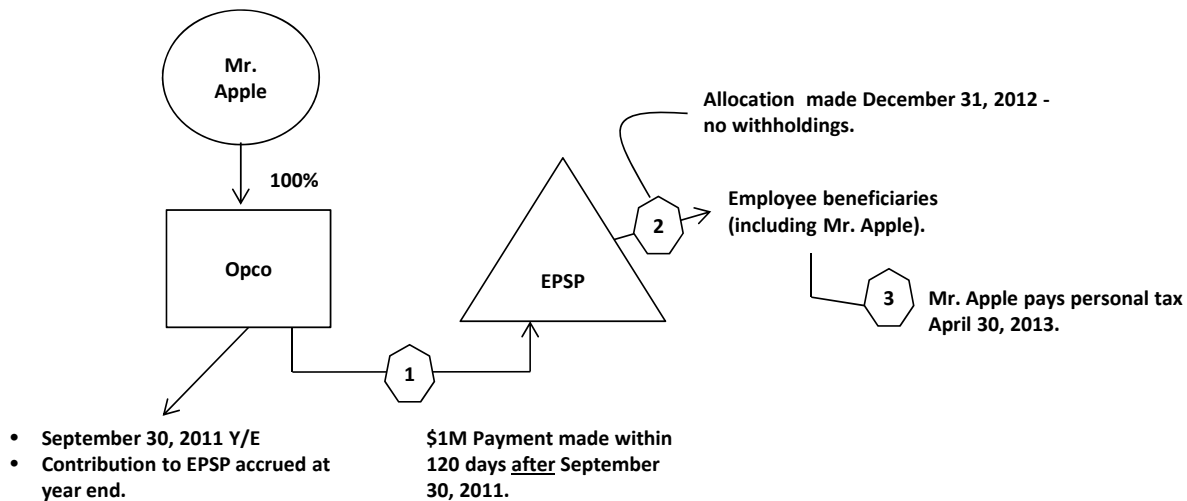 Mr.
Apple
100%
Opco
EPSP
Allocation made December 31, 2012 -
no withholdings.
2
Employee beneficiaries
(including Mr. Apple).
3
Mr. Apple pays personal tax
April 30, 2013.
1
• September 30, 2011 Y/E
• Contribution to EPSP accrued at
year end.
$1M Payment made within
120 days after September
30, 2011.